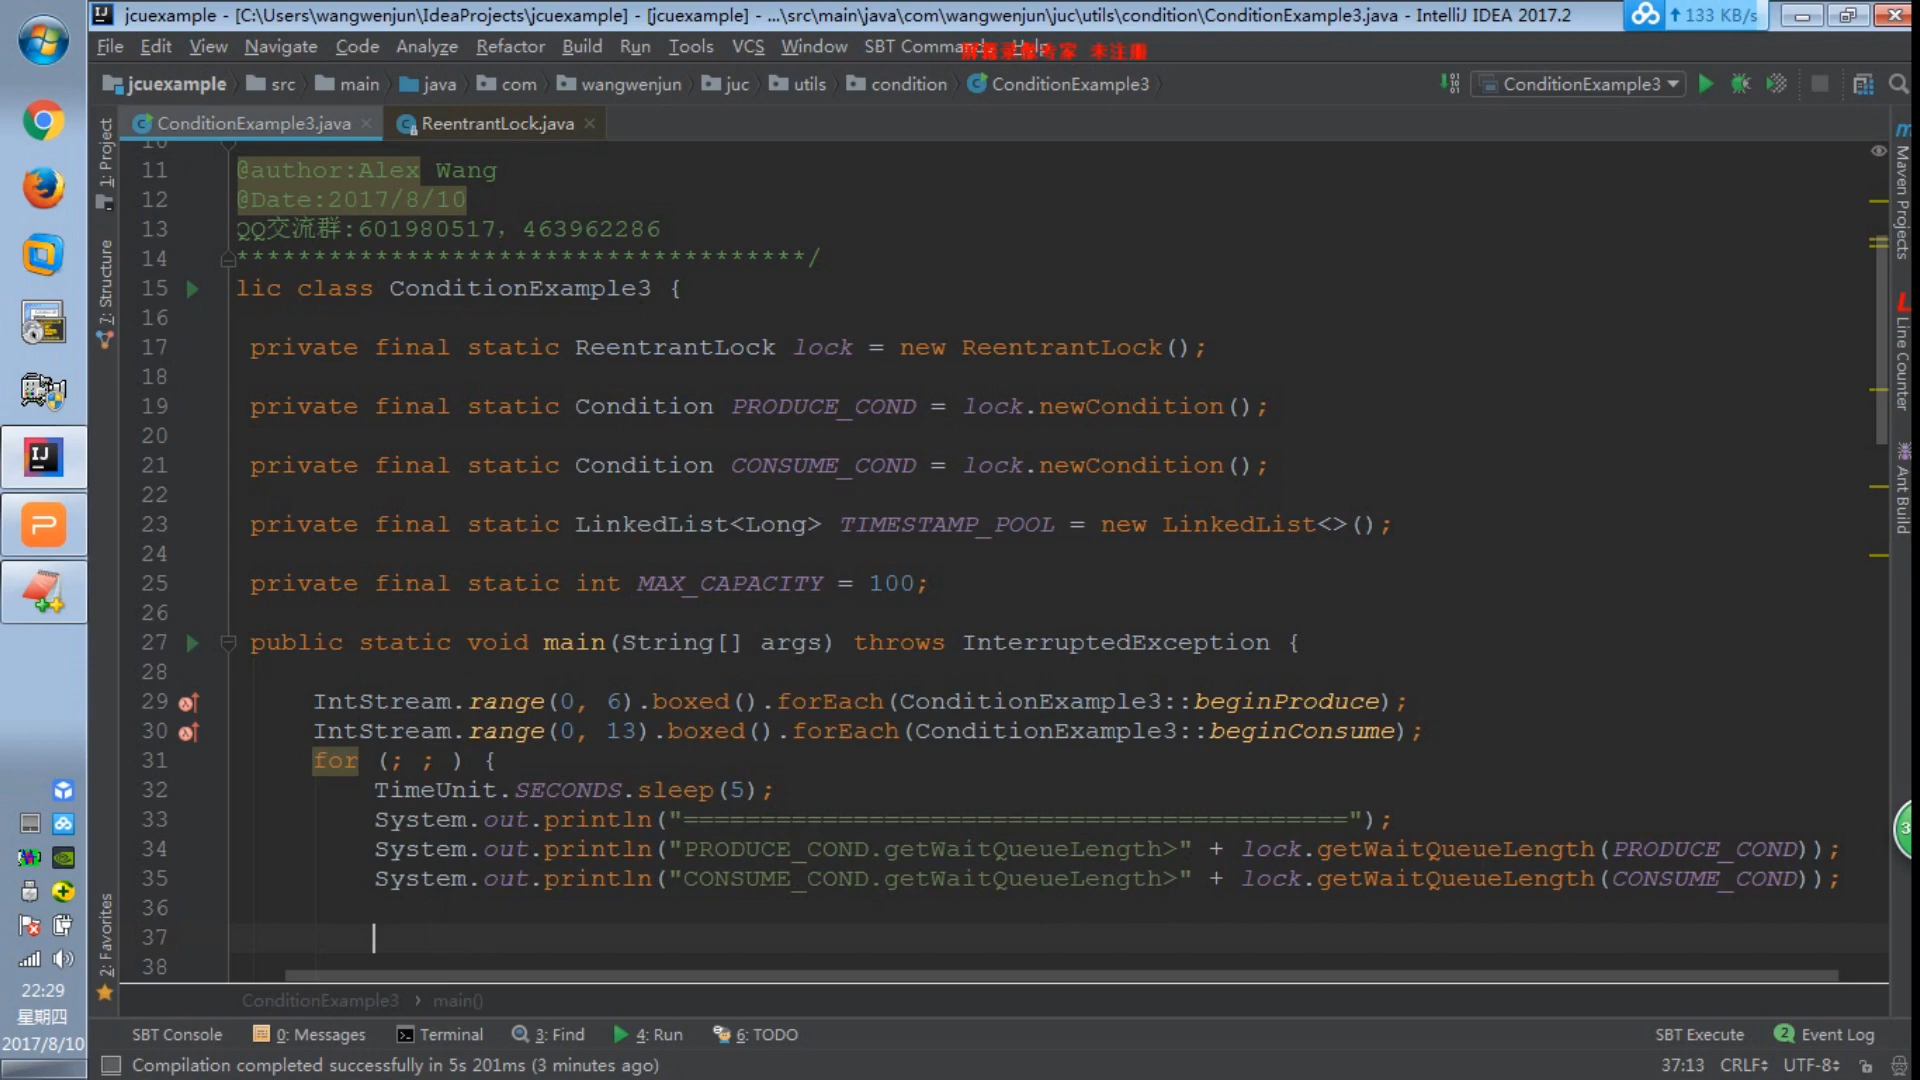 jcuexample - [C:\Users\wangwenjun\IdeaProjects\jcuexample] - [jcuexample] - ...\src\main\java\com\wangwenjun\juc\utils\condition\ConditionExample3.java - IntelliJ IDEA 2017.2
133 KB/s
File Edit View Navigate Code Analyze Refactor Build Run Tools VCS Window SBT Commands Help
屏幕录像专家 未注册
jcuexample src main java com wangwenjun juc utils condition ConditionExample3
ConditionExample3
ConditionExample3.java
ReentrantLock.java
1: Project
7: Structure
2: Favorites
Maven Projects
Line Counter
Ant Build
10
11 @author:Alex Wang
12 @Date:2017/8/10
13 QQ交流群:601980517，463962286
14 *************************************/
15 lic class ConditionExample3 {
16
17 private final static ReentrantLock lock = new ReentrantLock();
18
19 private final static Condition PRODUCE_COND = lock.newCondition();
20
21 private final static Condition CONSUME_COND = lock.newCondition();
22
23 private final static LinkedList<Long> TIMESTAMP_POOL = new LinkedList<>();
24
25 private final static int MAX_CAPACITY = 100;
26
27 public static void main(String[] args) throws InterruptedException {
28
29 IntStream.range(0, 6).boxed().forEach(ConditionExample3::beginProduce);
30 IntStream.range(0, 13).boxed().forEach(ConditionExample3::beginConsume);
31 for (; ; ) {
32 TimeUnit.SECONDS.sleep(5);
33 System.out.println("===========================================");
34 System.out.println("PRODUCE_COND.getWaitQueueLength>" + lock.getWaitQueueLength(PRODUCE_COND));
35 System.out.println("CONSUME_COND.getWaitQueueLength>" + lock.getWaitQueueLength(CONSUME_COND));
36
37
38
ConditionExample3 › main()
SBT Console 0: Messages Terminal 3: Find 4: Run 6: TODO
SBT Execute 2 Event Log
Compilation completed successfully in 5s 201ms (3 minutes ago)
37:13 CRLF UTF-8
22:29
星期四
2017/8/10